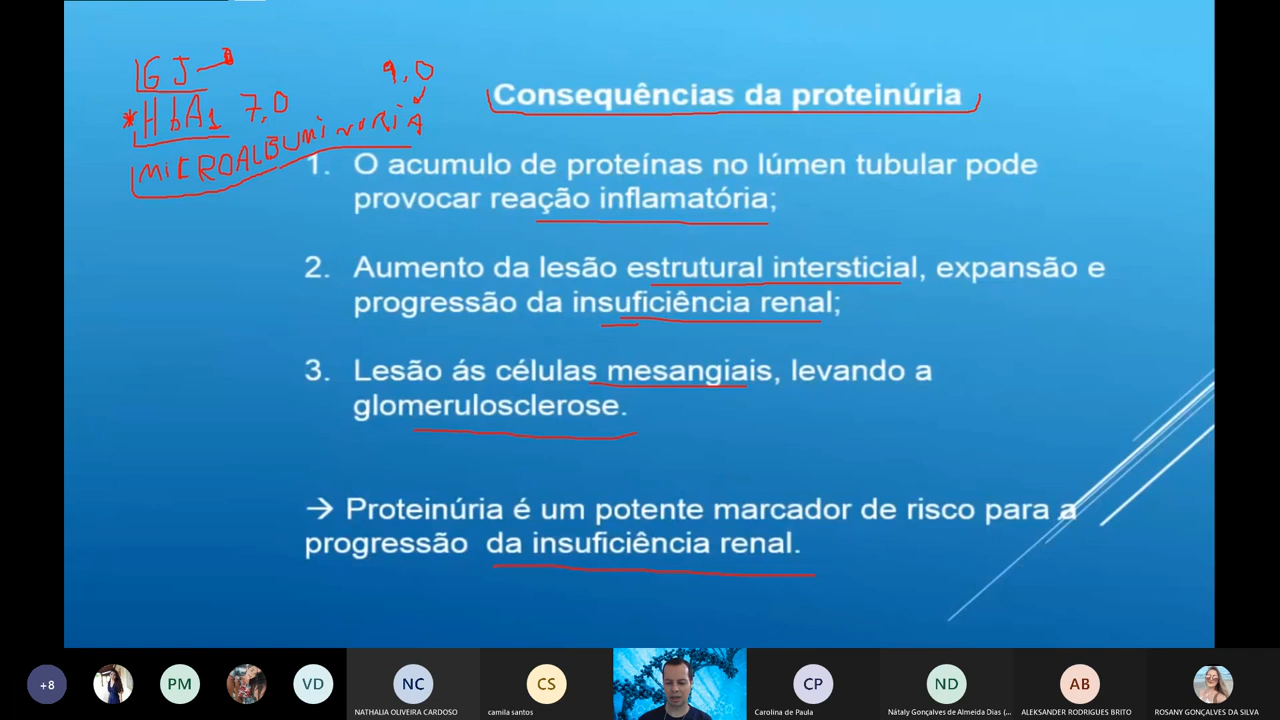 GJ
9,0
*HbA1 7,0
MICROALBUMINURIA
Consequências da proteinúria
1. O acumulo de proteínas no lúmen tubular pode
provocar reação inflamatória;
2. Aumento da lesão estrutural intersticial, expansão e
progressão da insuficiência renal;
3. Lesão ás células mesangiais, levando a
glomerulosclerose.
→ Proteinúria é um potente marcador de risco para a
progressão da insuficiência renal.
+8
PM
VD
NC
CS
CP
ND
AB
NATHALIA OLIVEIRA CARDOSO
camila santos
Carolina de Paula
Nátaly Gonçalves de Almeida Dias (...
ALEKSANDER RODRIGUES BRITO
ROSANY GONÇALVES DA SILVA